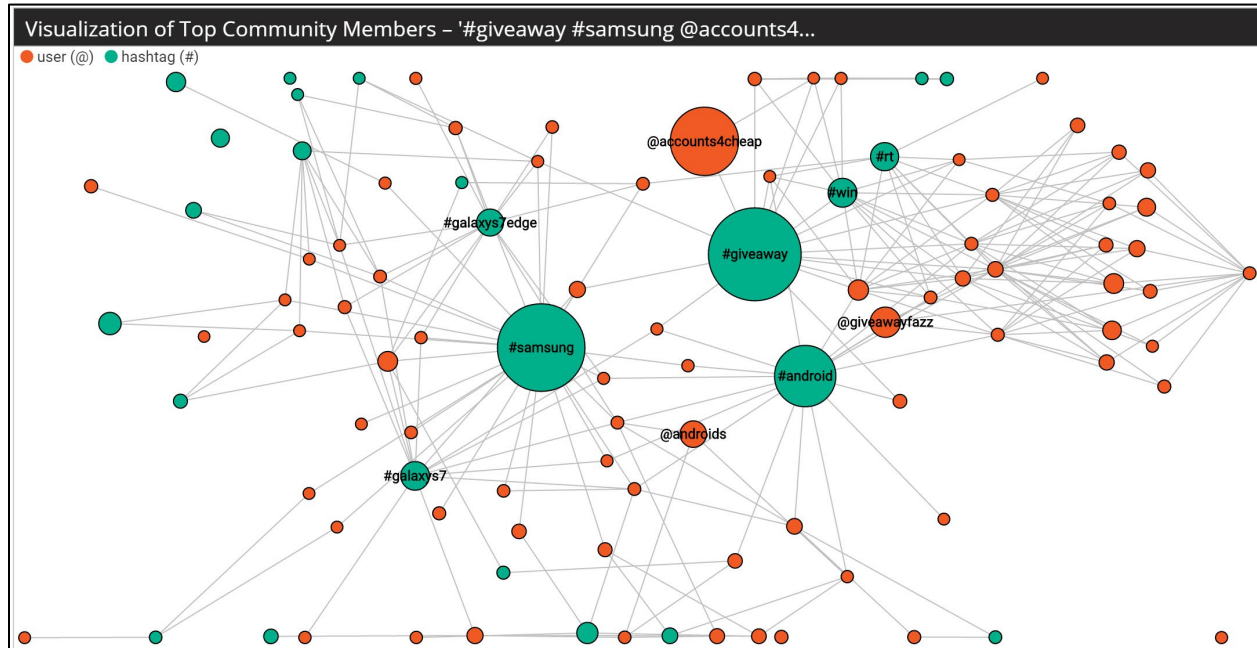 Visualization of Top Community Members – '#giveaway #samsung @accounts4...
user (@) hashtag (#)
@accounts4cheap
#rt
#win
#galaxys7edge
#giveaway
@giveawayfazz
#samsung
#android
@androids
#galaxys7